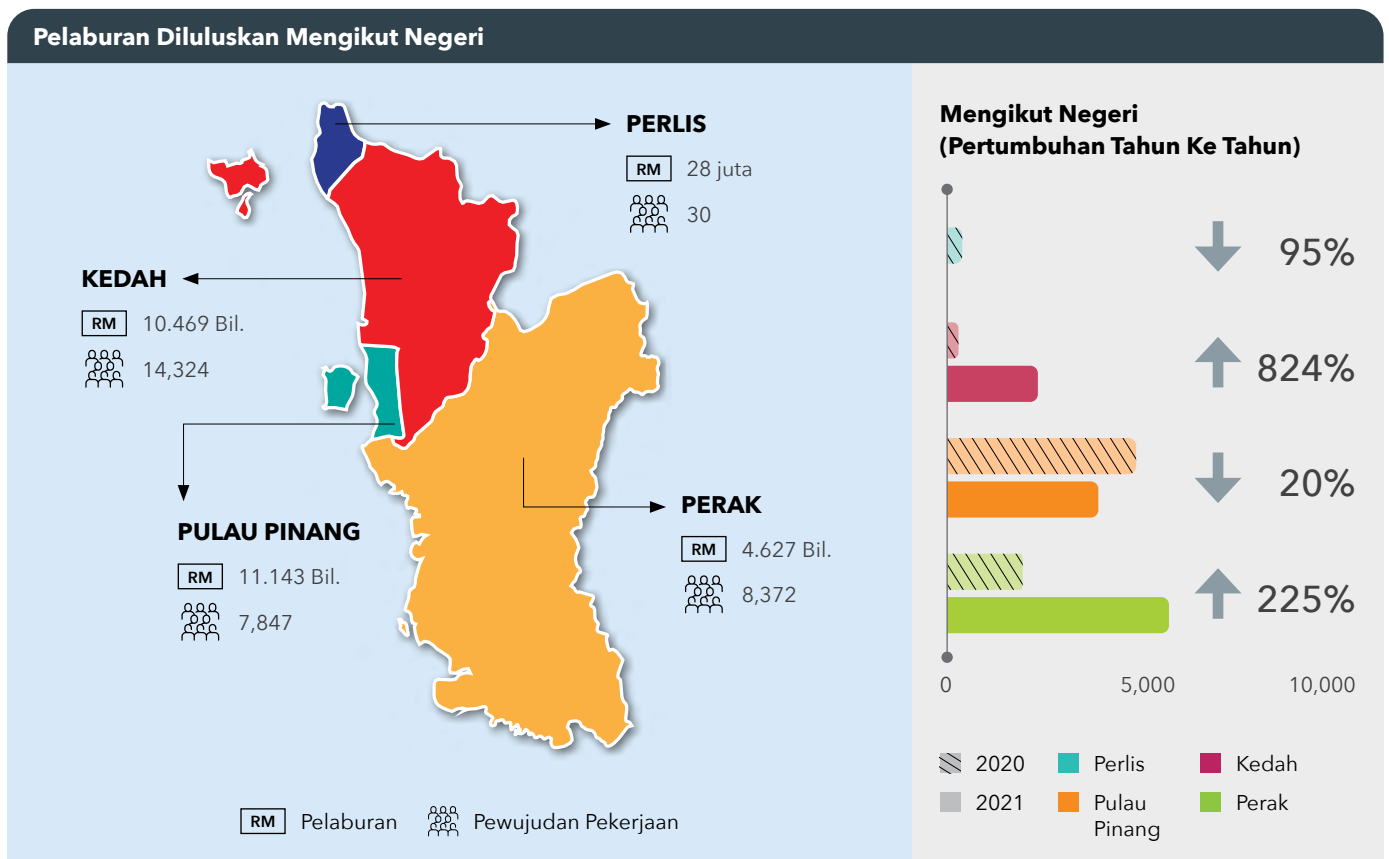 Pelaburan Diluluskan Mengikut Negeri
PERLIS
RM 28 juta
30
KEDAH
RM 10.469 Bil.
14,324
PULAU PINANG
RM 11.143 Bil.
7,847
PERAK
RM 4.627 Bil.
8,372
RM Pelaburan Pewujudan Pekerjaan
Mengikut Negeri
(Pertumbuhan Tahun Ke Tahun)
95%
824%
20%
225%
0 5,000 10,000
2020 Perlis Kedah
2021 Pulau Perak
Pinang